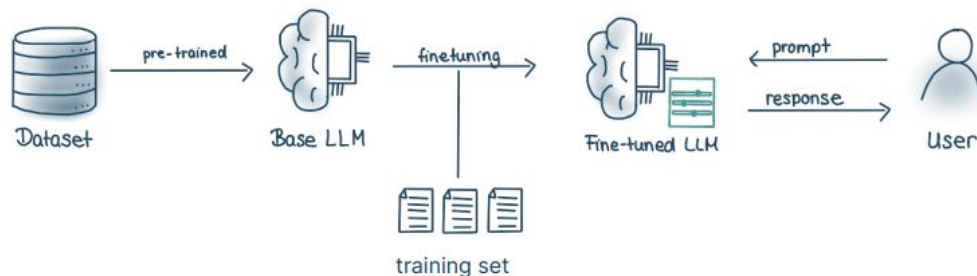 pre-trained
finetuning
prompt
response
Dataset
Base LLM
Fine-tuned LLM
User
training set